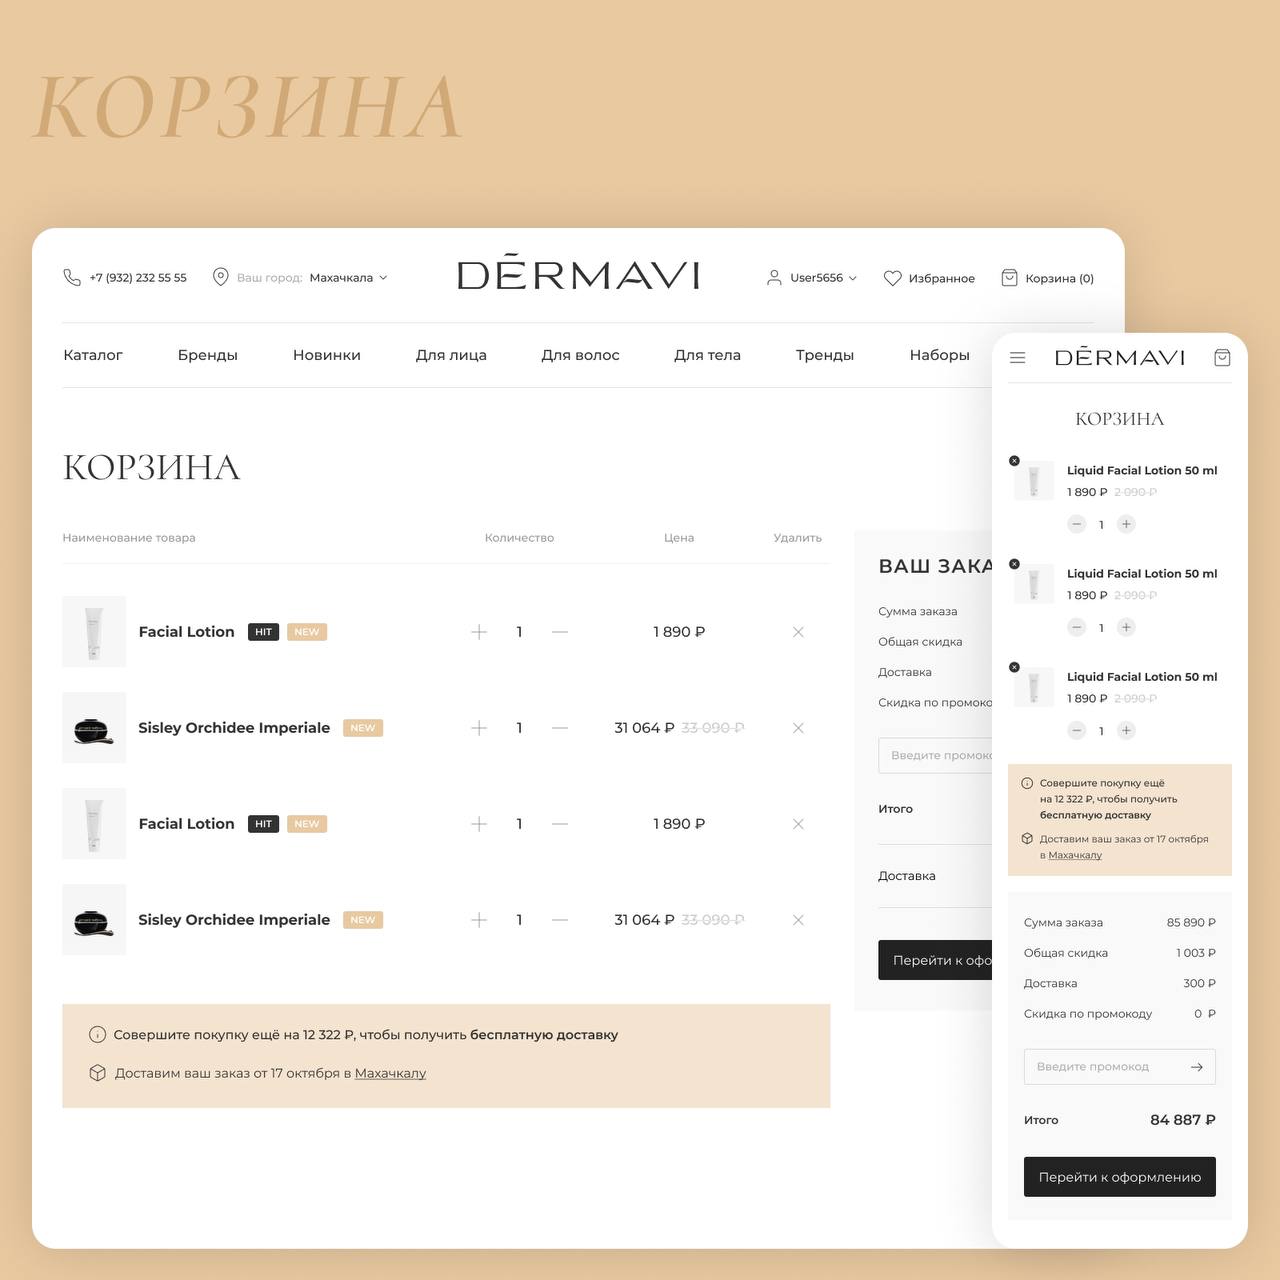 КОРЗИНА
+7 (932) 232 55 55 Ваш город: Махачкала DERMAVI User5656 Избранное Корзина (0)
Каталог Бренды Новинки Для лица Для волос Для тела Тренды Наборы
КОРЗИНА
Наименование товара Количество Цена Удалить
Facial Lotion HIT NEW 1 1 890 ₽
Sisley Orchidee Imperiale NEW 1 31 064 ₽ 33 090 ₽
Facial Lotion HIT NEW 1 1 890 ₽
Sisley Orchidee Imperiale NEW 1 31 064 ₽ 33 090 ₽
Совершите покупку ещё на 12 322 ₽, чтобы получить бесплатную доставку
Доставим ваш заказ от 17 октября в Махачкалу
ВАШ ЗАКА
Сумма заказа
Общая скидка
Доставка
Скидка по промоко
Введите промоко
Итого
Доставка
Перейти к офо
DERMAVI
КОРЗИНА
Liquid Facial Lotion 50 ml
1 890 ₽ 2 090 ₽
1
Liquid Facial Lotion 50 ml
1 890 ₽ 2 090 ₽
1
Liquid Facial Lotion 50 ml
1 890 ₽ 2 090 ₽
1
Совершите покупку ещё
на 12 322 ₽, чтобы получить
бесплатную доставку
Доставим ваш заказ от 17 октября
в Махачкалу
Сумма заказа 85 890 ₽
Общая скидка 1 003 ₽
Доставка 300 ₽
Скидка по промокоду 0 ₽
Введите промокод
Итого 84 887 ₽
Перейти к оформлению